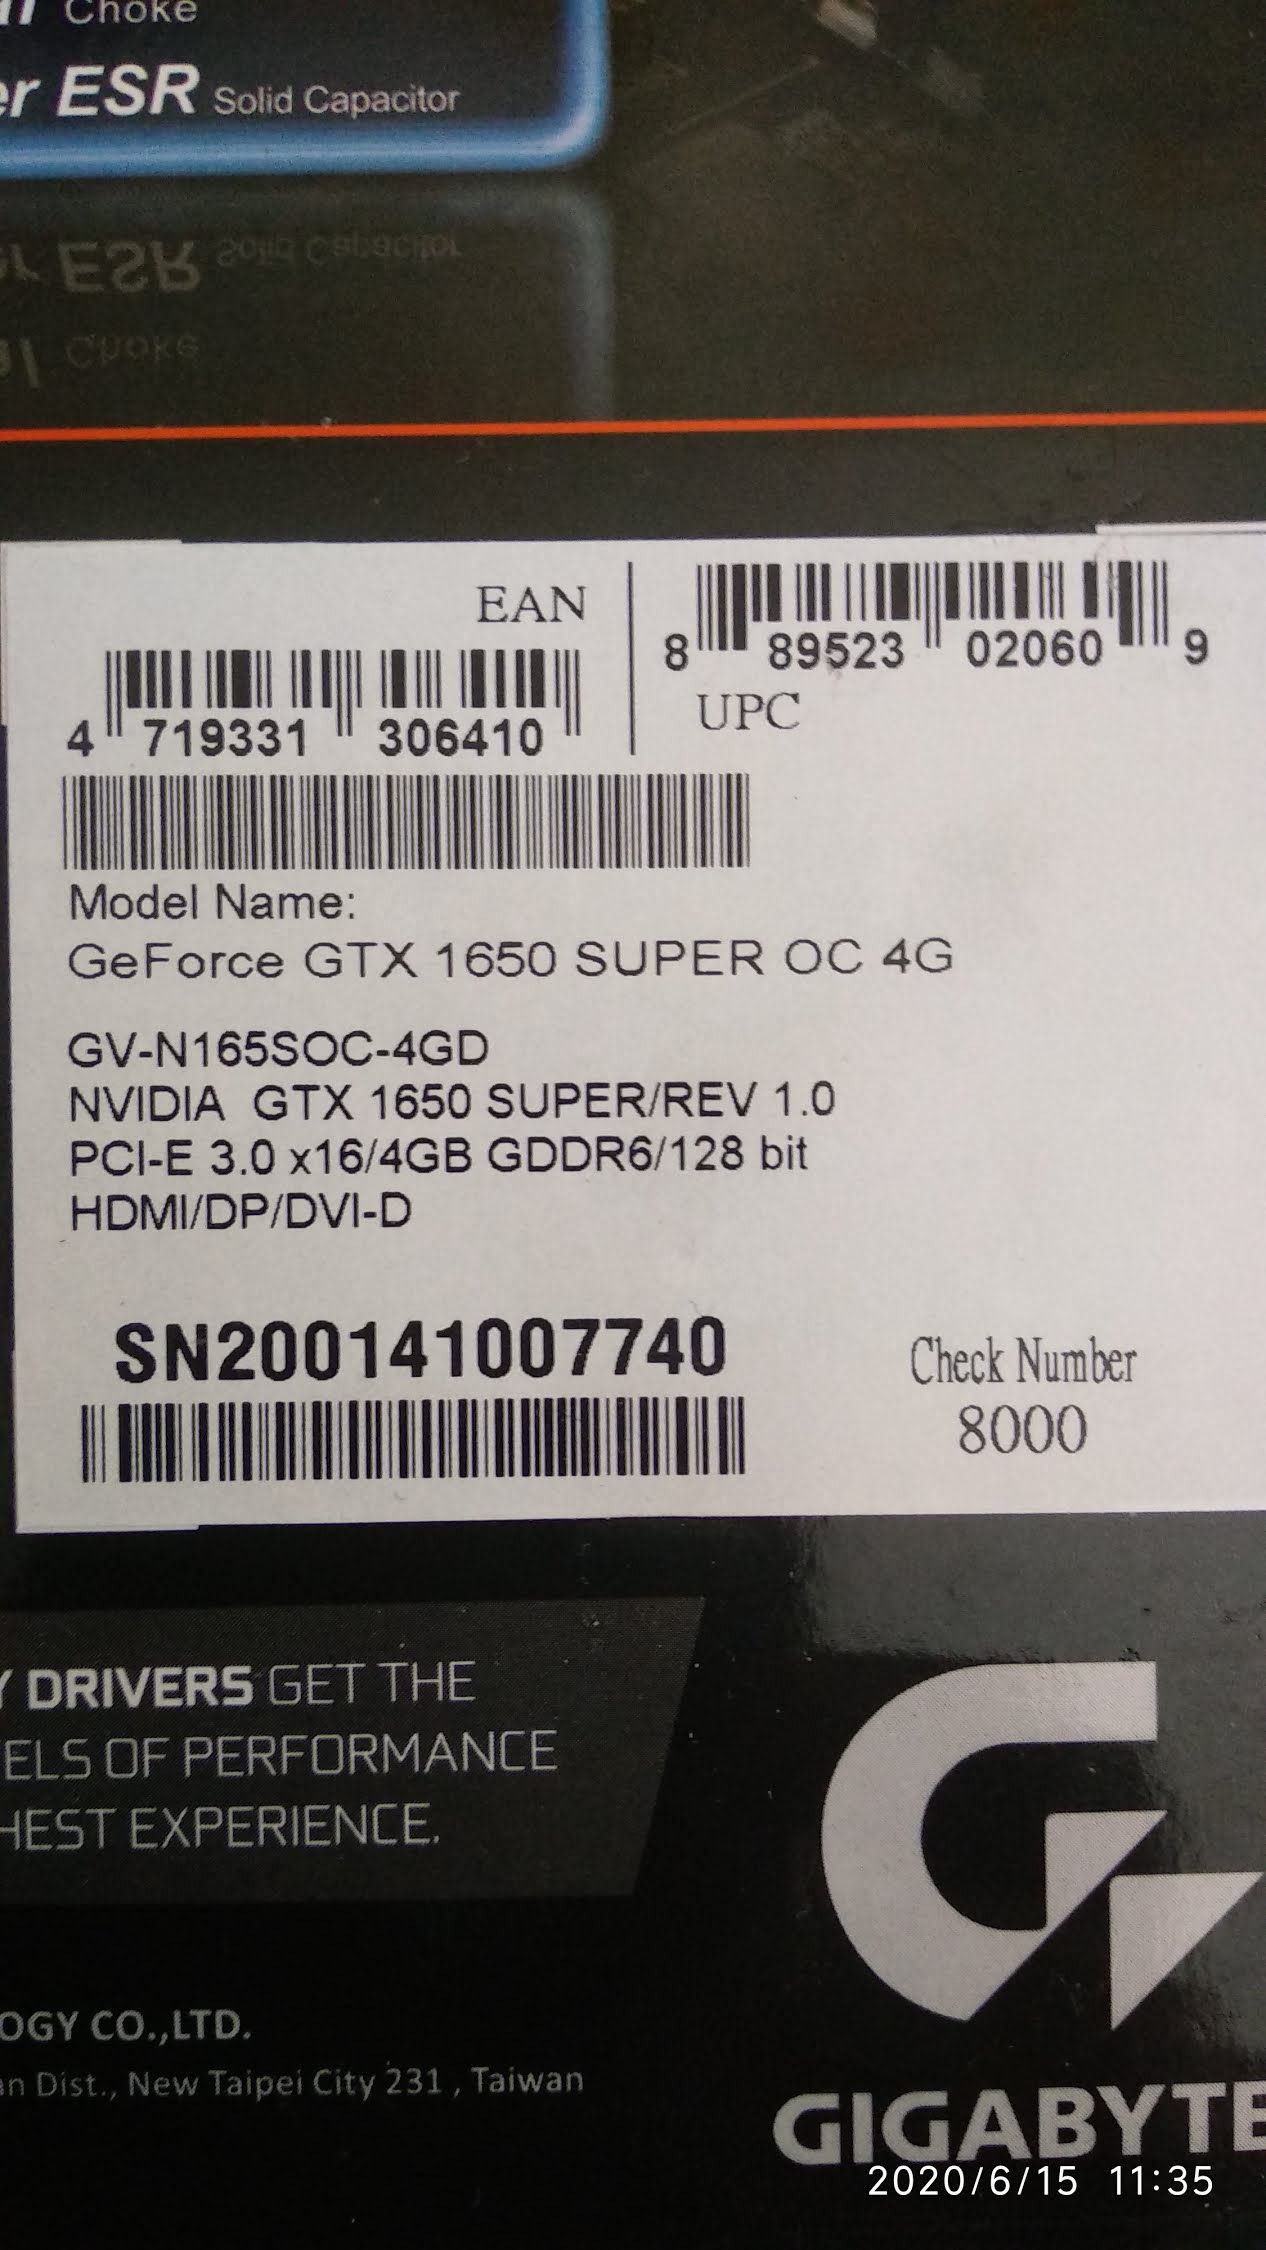 Choke
er ESR Solid Capacitor
EAN
4 719331 306410
8 89523 02060 9
UPC
Model Name:
GeForce GTX 1650 SUPER OC 4G
GV-N165SOC-4GD
NVIDIA GTX 1650 SUPER/REV 1.0
PCI-E 3.0 x16/4GB GDDR6/128 bit
HDMI/DP/DVI-D
SN200141007740
Check Number
8000
Y DRIVERS GET THE
ELS OF PERFORMANCE
HEST EXPERIENCE.
OGY CO.,LTD.
an Dist., New Taipei City 231 , Taiwan
GIGABYTE
2020/6/15 11:35